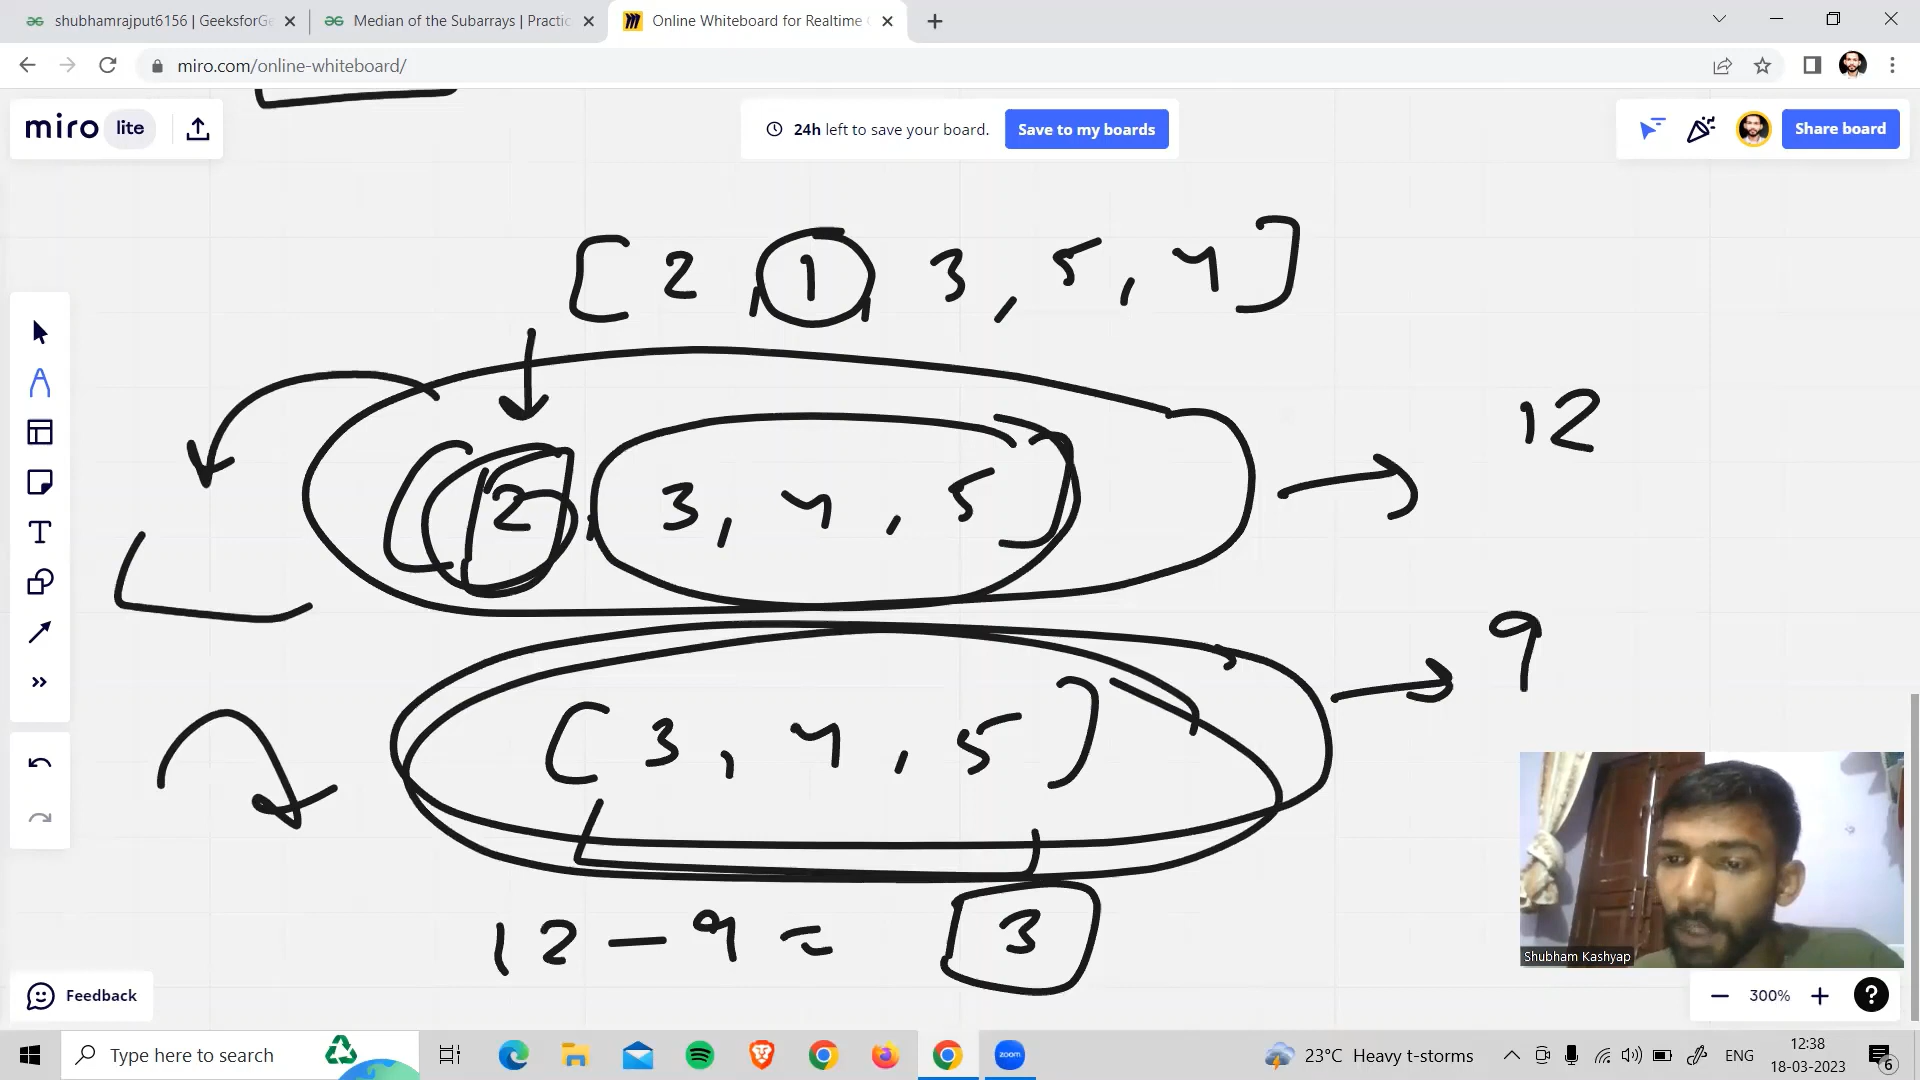 shubhamrajput6156 | GeeksforGe
Median of the Subarrays | Practic
Online Whiteboard for Realtime
miro.com/online-whiteboard/
miro lite
24h left to save your board.
Save to my boards
Share board
[ 2 , 1 , 3 , 5 , 4 ]
12
[ 2 , 3 , 4 , 5 ]
9
[ 3 , 4 , 5 ]
12 - 9 = 3
Shubham Kashyap
Feedback
300%
?
Type here to search
zoom
23°C Heavy t-storms
ENG
12:38
18-03-2023
6